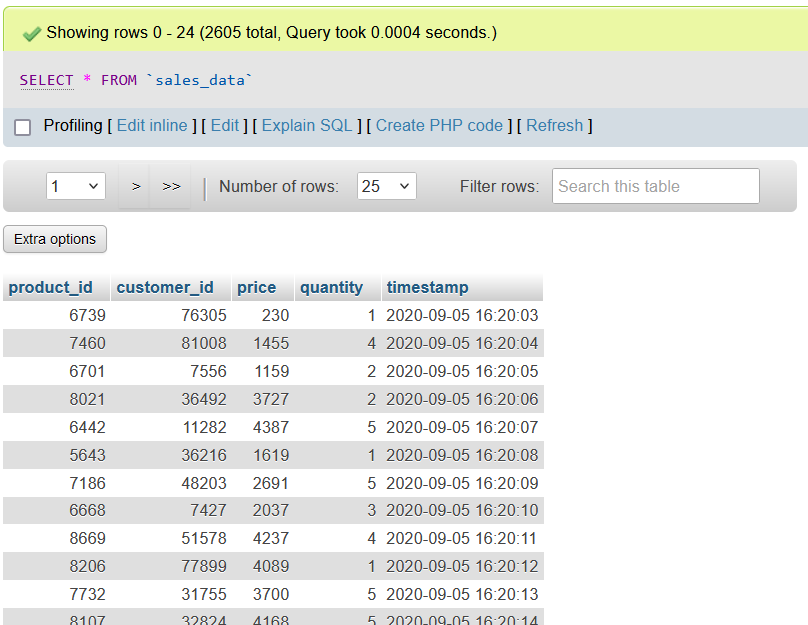 Showing rows 0 - 24 (2605 total, Query took 0.0004 seconds.)
SELECT * FROM `sales_data`
Profiling [ Edit inline ] [ Edit ] [ Explain SQL ] [ Create PHP code ] [ Refresh ]
1 > >> | Number of rows: 25 Filter rows: Search this table
Extra options
product_id customer_id price quantity timestamp
6739 76305 230 1 2020-09-05 16:20:03
7460 81008 1455 4 2020-09-05 16:20:04
6701 7556 1159 2 2020-09-05 16:20:05
8021 36492 3727 2 2020-09-05 16:20:06
6442 11282 4387 5 2020-09-05 16:20:07
5643 36216 1619 1 2020-09-05 16:20:08
7186 48203 2691 5 2020-09-05 16:20:09
6668 7427 2037 3 2020-09-05 16:20:10
8669 51578 4237 4 2020-09-05 16:20:11
8206 77899 4089 1 2020-09-05 16:20:12
7732 31755 3700 5 2020-09-05 16:20:13
8107 32824 4168 5 2020-09-05 16:20:14